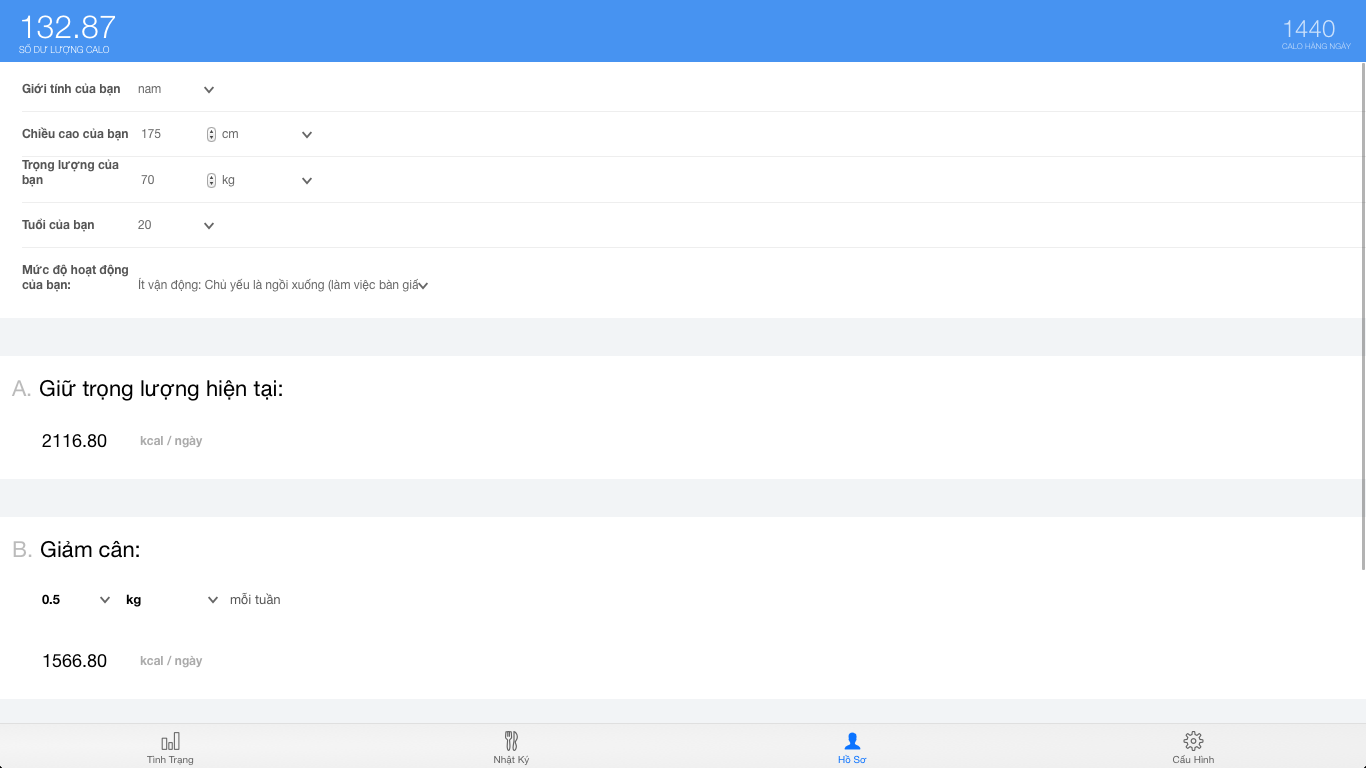 132.87
SỐ DƯ LƯỢNG CALO
1440
CALO HÀNG NGÀY
Giới tính của bạn nam
Chiều cao của bạn 175 cm
Trọng lượng của
bạn 70 kg
Tuổi của bạn 20
Mức độ hoạt động
của bạn: Ít vận động: Chủ yếu là ngồi xuống (làm việc bàn giấ
A. Giữ trọng lượng hiện tại:
2116.80 kcal / ngày
B. Giảm cân:
0.5 kg mỗi tuần
1566.80 kcal / ngày
Tình Trạng
Nhật Ký
Hồ Sơ
Cấu Hình